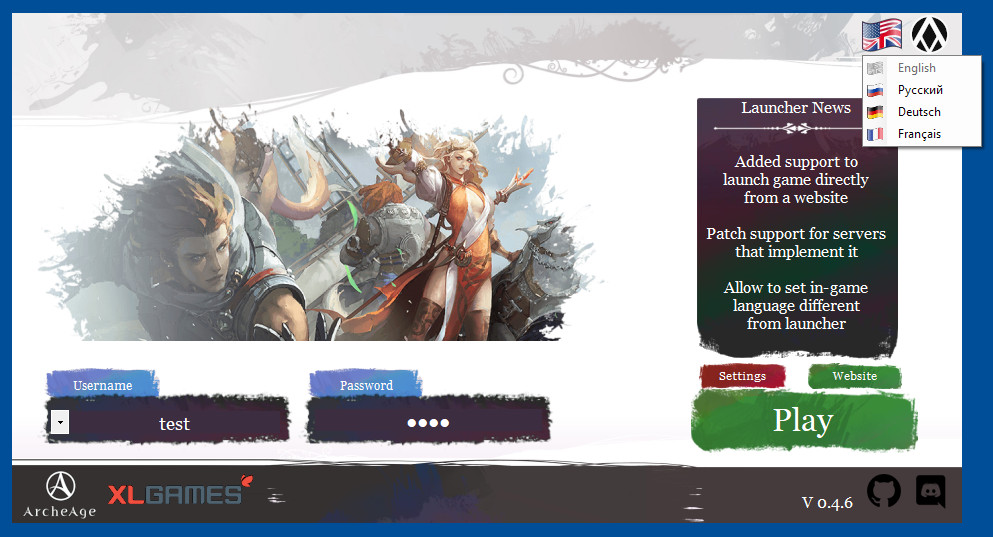 English
Русский
Deutsch
Français
Launcher News
Added support to
launch game directly
from a website
Patch support for servers
that implement it
Allow to set in-game
language different
from launcher
Username
Password
test
Settings
Website
Play
ArcheAge
XLGAMES
V 0.4.6